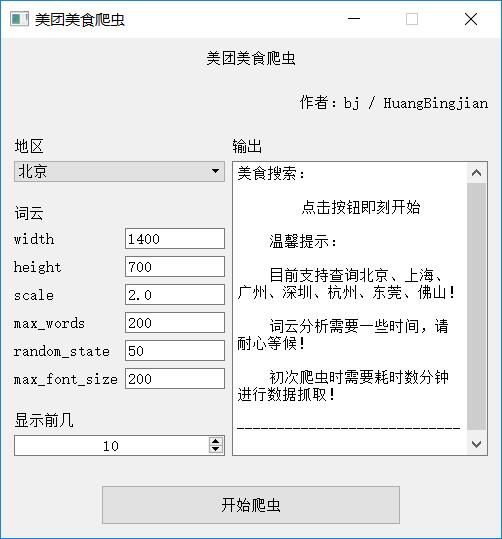 美团美食爬虫
美团美食爬虫
作者：bj / HuangBingjian
地区
北京
词云
width 1400
height 700
scale 2.0
max_words 200
random_state 50
max_font_size 200
显示前几
10
输出
美食搜索：
点击按钮即刻开始
温馨提示：
目前支持查询北京、上海、
广州、深圳、杭州、东莞、佛山！
词云分析需要一些时间，请
耐心等候！
初次爬虫时需要耗时数分钟
进行数据抓取！
----------------------------
开始爬虫